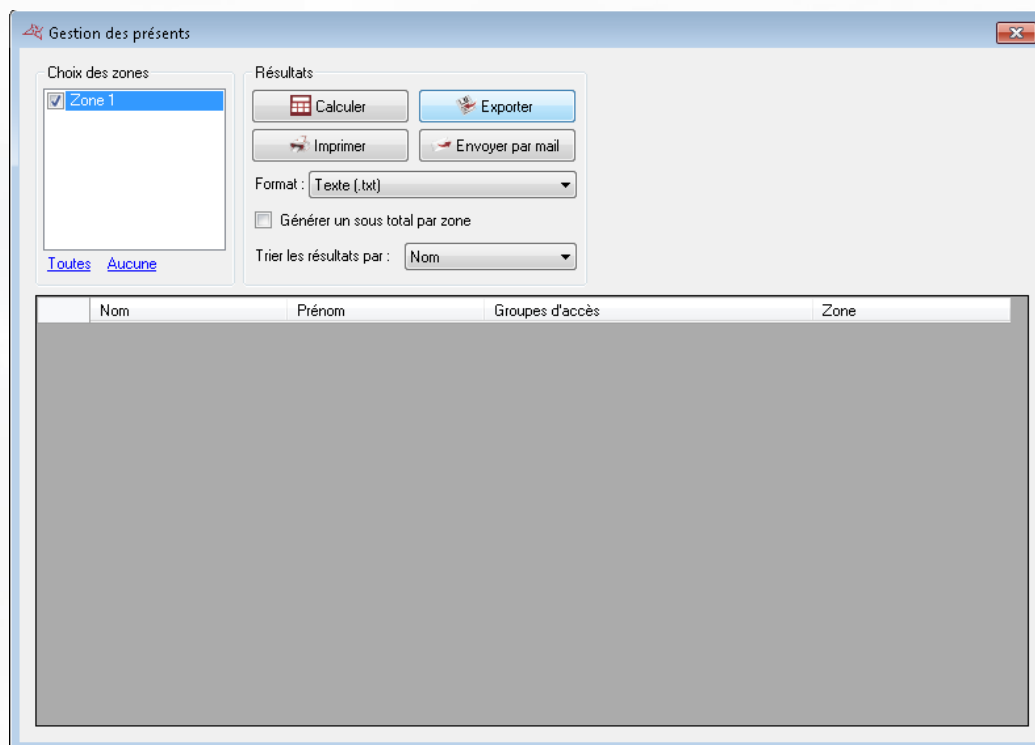 Gestion des présents
Choix des zones
Zone 1
Toutes Aucune
Résultats
Calculer Exporter
Imprimer Envoyer par mail
Format : Texte (.txt)
Générer un sous total par zone
Trier les résultats par : Nom
Nom Prénom Groupes d'accès Zone